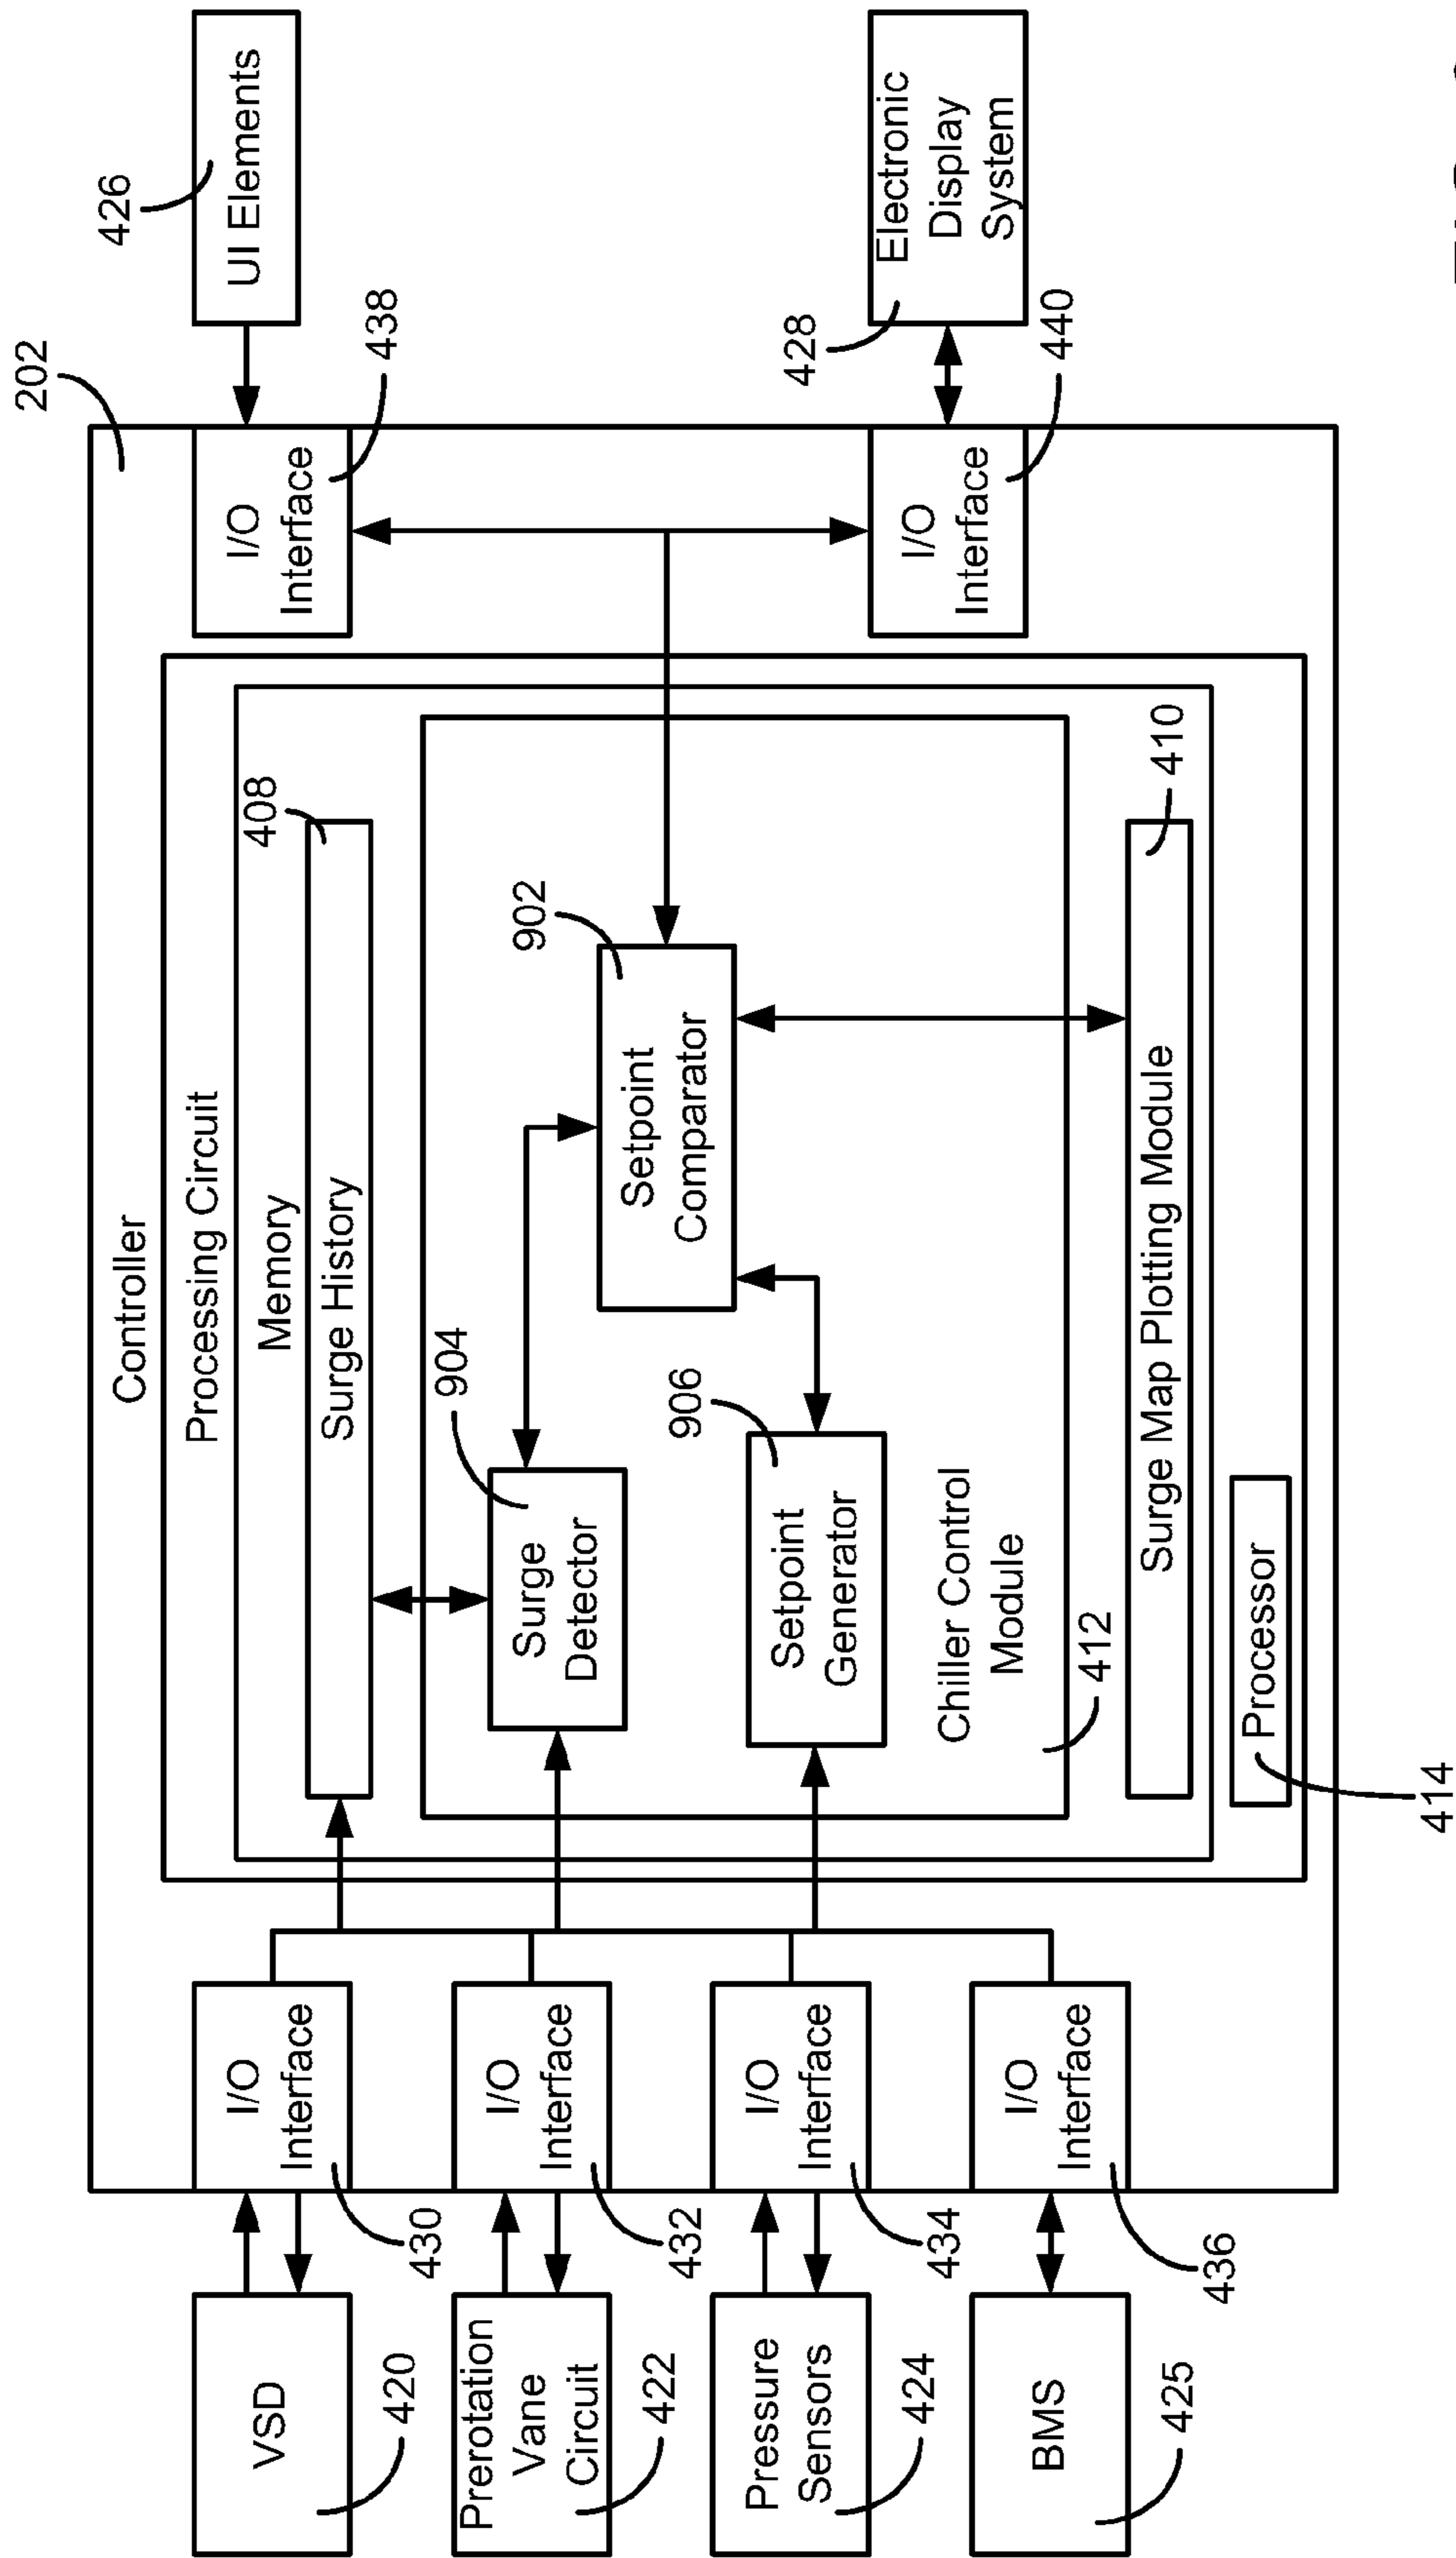 202
Controller
Processing Circuit
Memory
Surge History
408
VSD
420
I/O
Interface
430
Prerotation
Vane
Circuit
422
I/O
Interface
432
Pressure
Sensors
424
I/O
Interface
434
BMS
425
I/O
Interface
436
Surge
Detector
904
Setpoint
Generator
906
Setpoint
Comparator
902
Chiller Control
Module
412
Surge Map Plotting Module
410
Processor
414
I/O
Interface
438
UI Elements
426
I/O
Interface
440
Electronic
Display
System
428